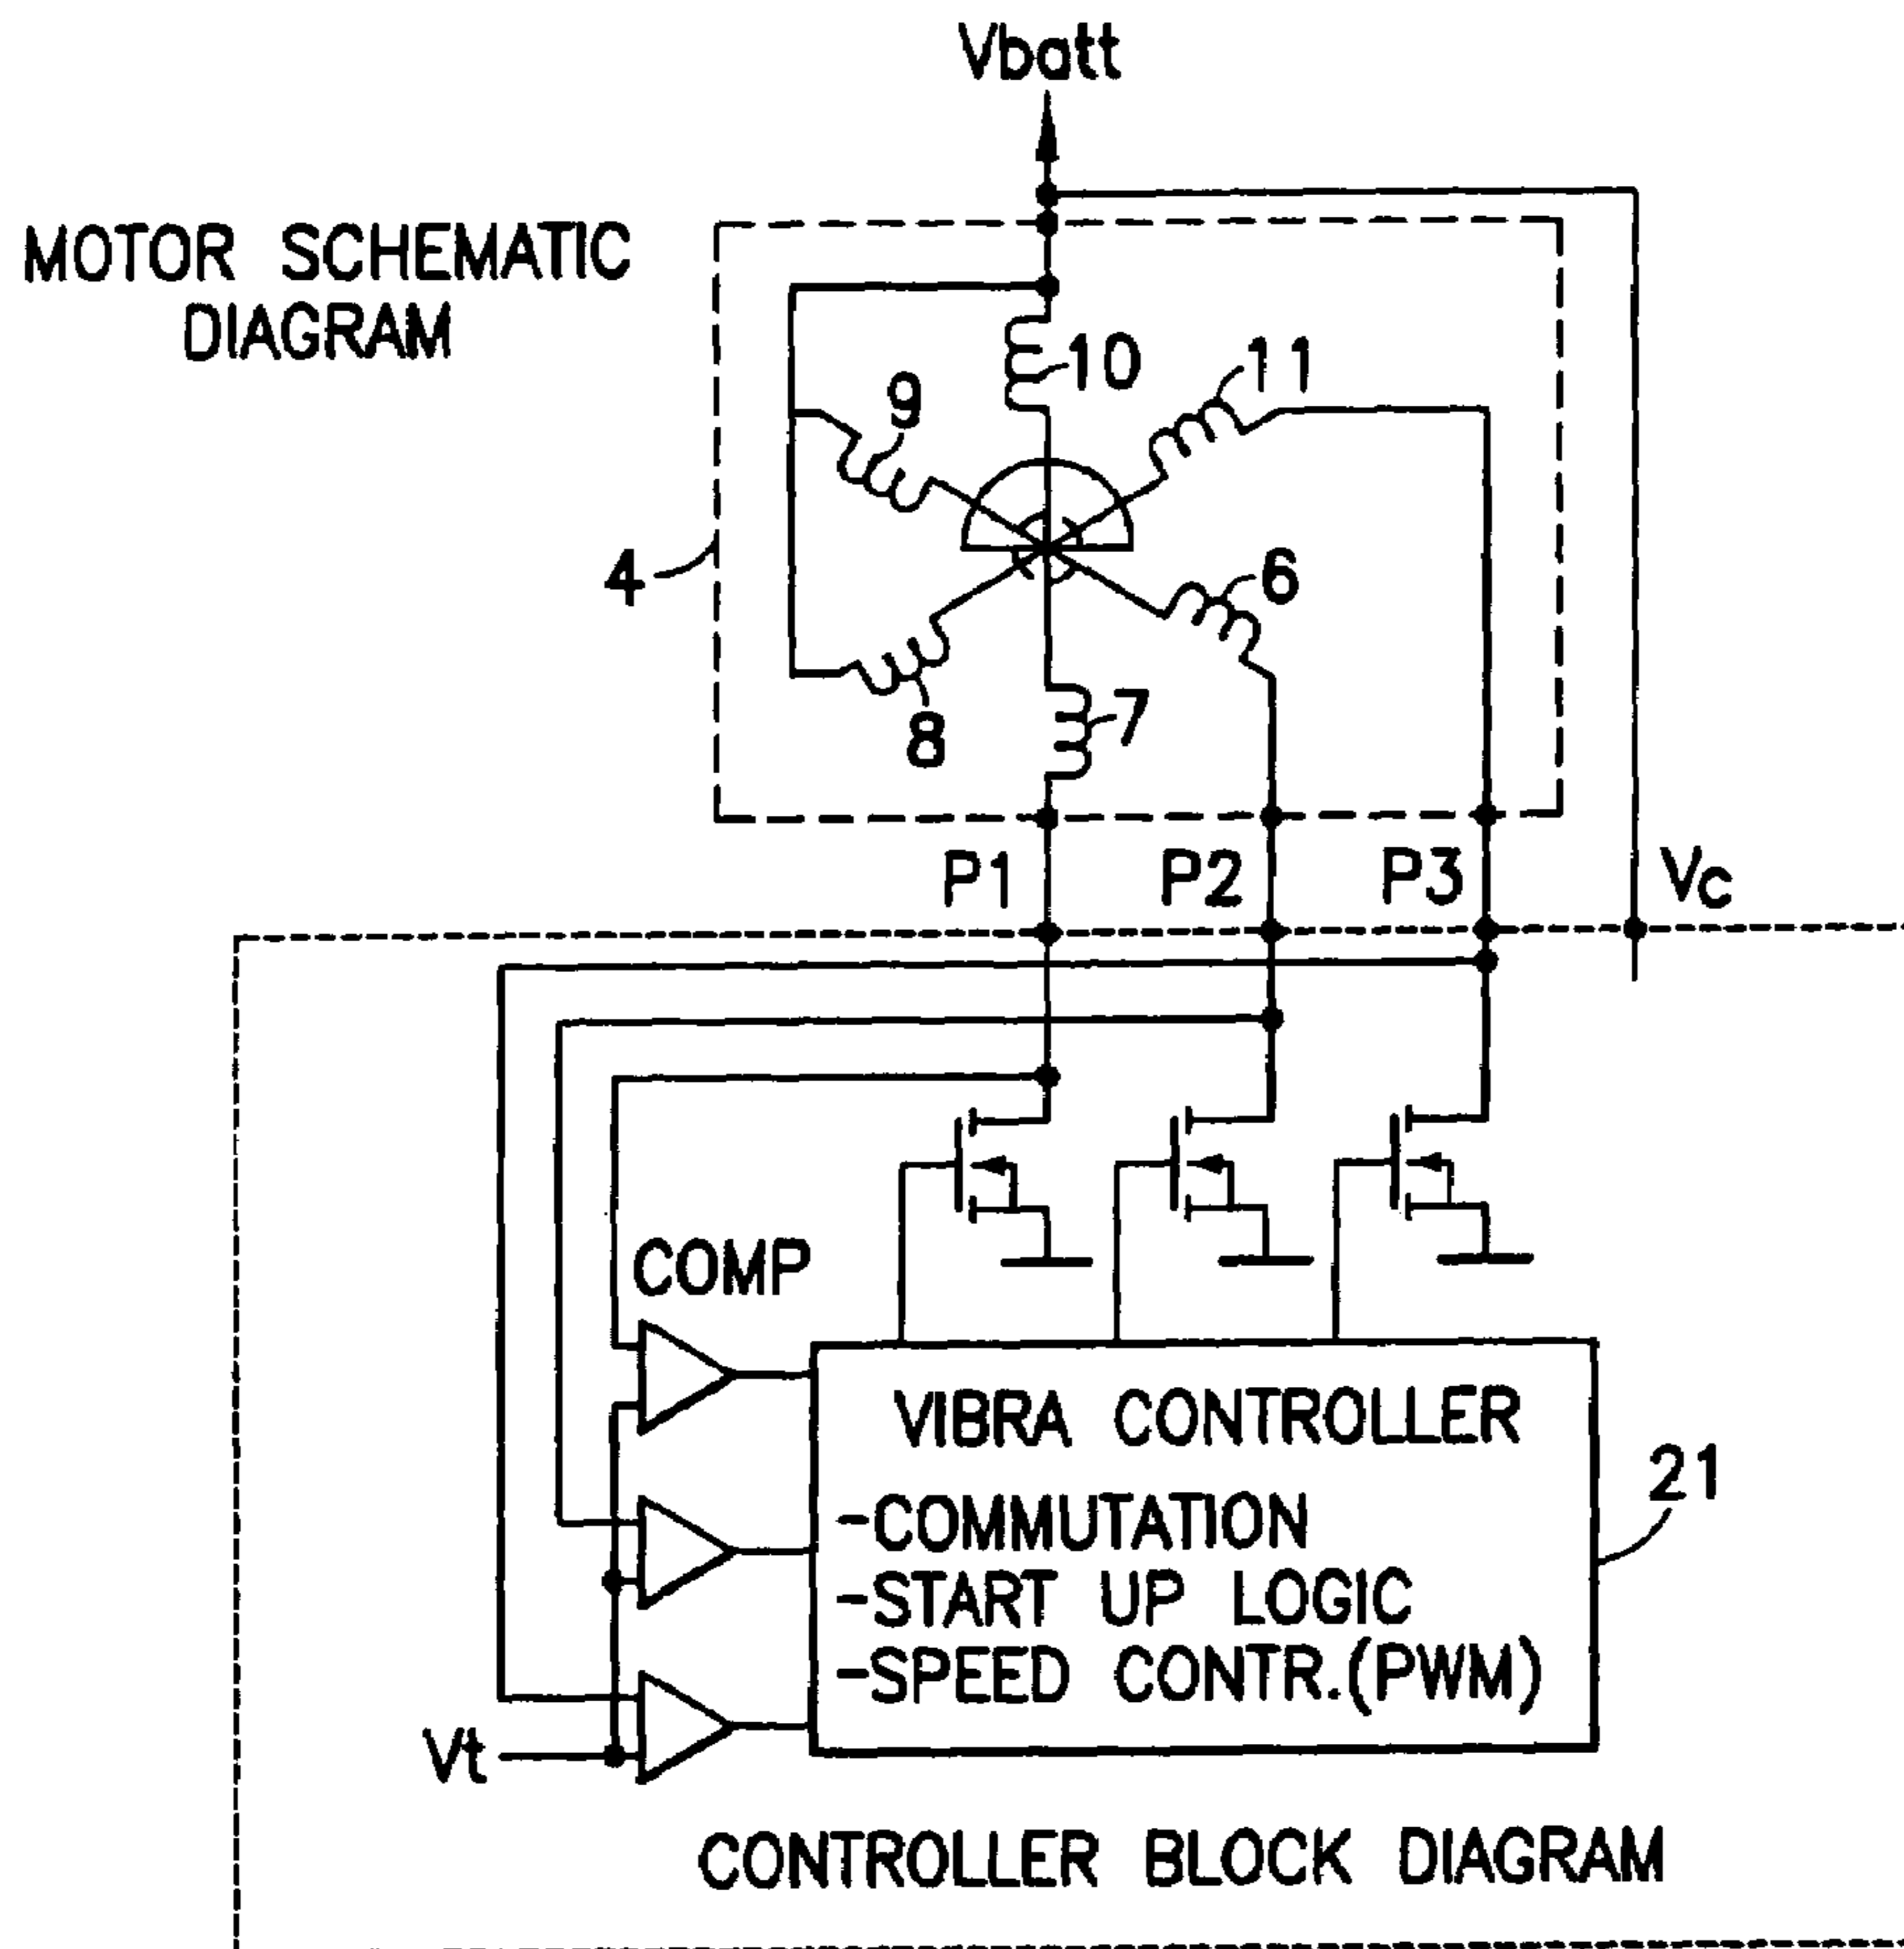 Vbatt
MOTOR SCHEMATIC
DIAGRAM
10
11
9
4
6
7
8
P1
P2
P3
Vc
COMP
VIBRA CONTROLLER
21
-COMMUTATION
-START UP LOGIC
-SPEED CONTR.(PWM)
Vt
CONTROLLER BLOCK DIAGRAM